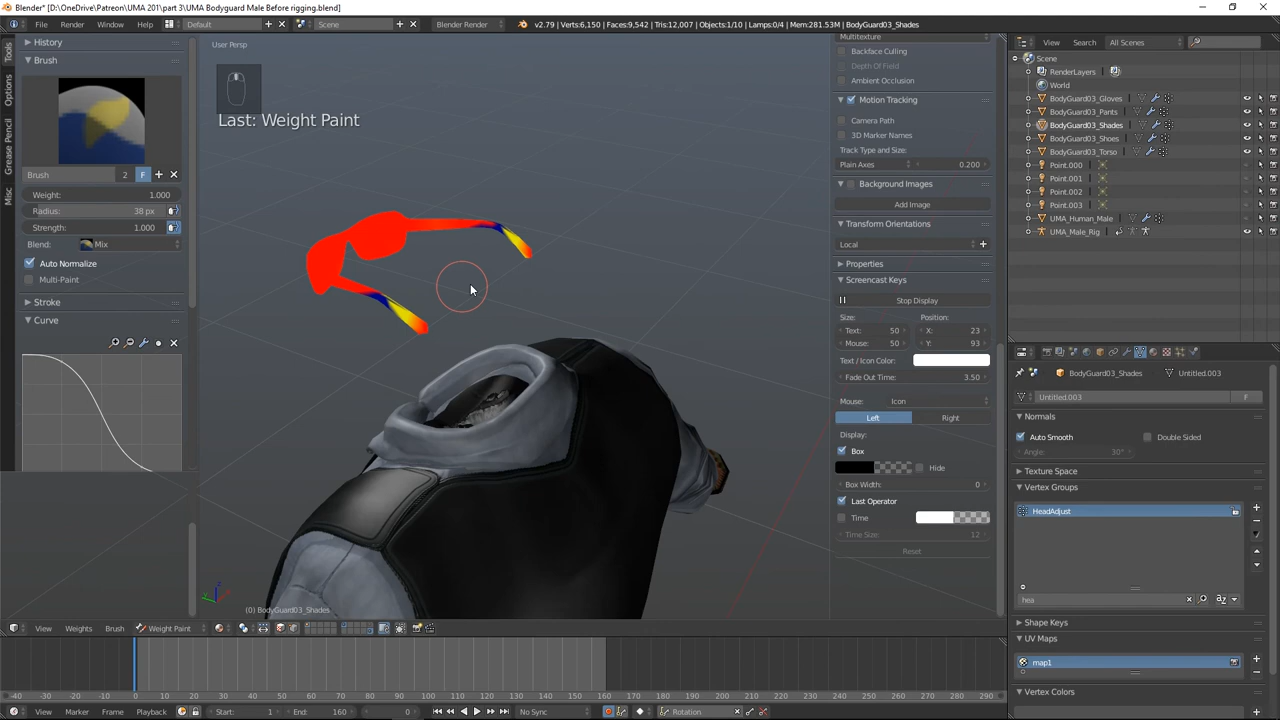 Blender* [D:\OneDrive\Patreon\UMA 201\part 3\UMA Bodyguard Male Before rigging.blend]
File Render Window Help Default Scene Blender Render v2.79 | Verts:6,150 | Faces:9,542 | Tris:12,007 | Objects:1/10 | Lamps:0/4 | Mem:281.53M | BodyGuard03_Shades
Tools
Options
Grease Pencil
Misc
History
Brush
Brush 2 F
Weight: 1.000
Radius: 38 px
Strength: 1.000
Blend: Mix
Auto Normalize
Multi-Paint
Stroke
Curve
User Persp
Last: Weight Paint
(0) BodyGuard03_Shades
Multitexture
Backface Culling
Depth Of Field
Ambient Occlusion
Motion Tracking
Camera Path
3D Marker Names
Track Type and Size:
Plain Axes 0.200
Background Images
Add Image
Transform Orientations
Local
Properties
Screencast Keys
Stop Display
Size: Position:
Text: 50 X: 23
Mouse: 50 Y: 93
Text / Icon Color:
Fade Out Time: 3.50
Mouse: Icon
Left Right
Display:
Box
Hide
Box Width: 0
Last Operator
Time
Time Size: 12
Reset
View Search All Scenes
Scene
RenderLayers
World
BodyGuard03_Gloves
BodyGuard03_Pants
BodyGuard03_Shades
BodyGuard03_Shoes
BodyGuard03_Torso
Point.000
Point.001
Point.002
Point.003
UMA_Human_Male
UMA_Male_Rig
BodyGuard03_Shades Untitled.003
Untitled.003 F
Normals
Auto Smooth Double Sided
Angle: 30°
Texture Space
Vertex Groups
HeadAdjust
hea
Shape Keys
UV Maps
map1
Vertex Colors
View Weights Brush Weight Paint
-40 -30 -20 -10 0 10 20 30 40 50 60 70 80 90 100 110 120 130 140 150 160 170 180 190 200 210 220 230 240 250 260 270 280 290
View Marker Frame Playback Start: 1 End: 160 0 No Sync Rotation